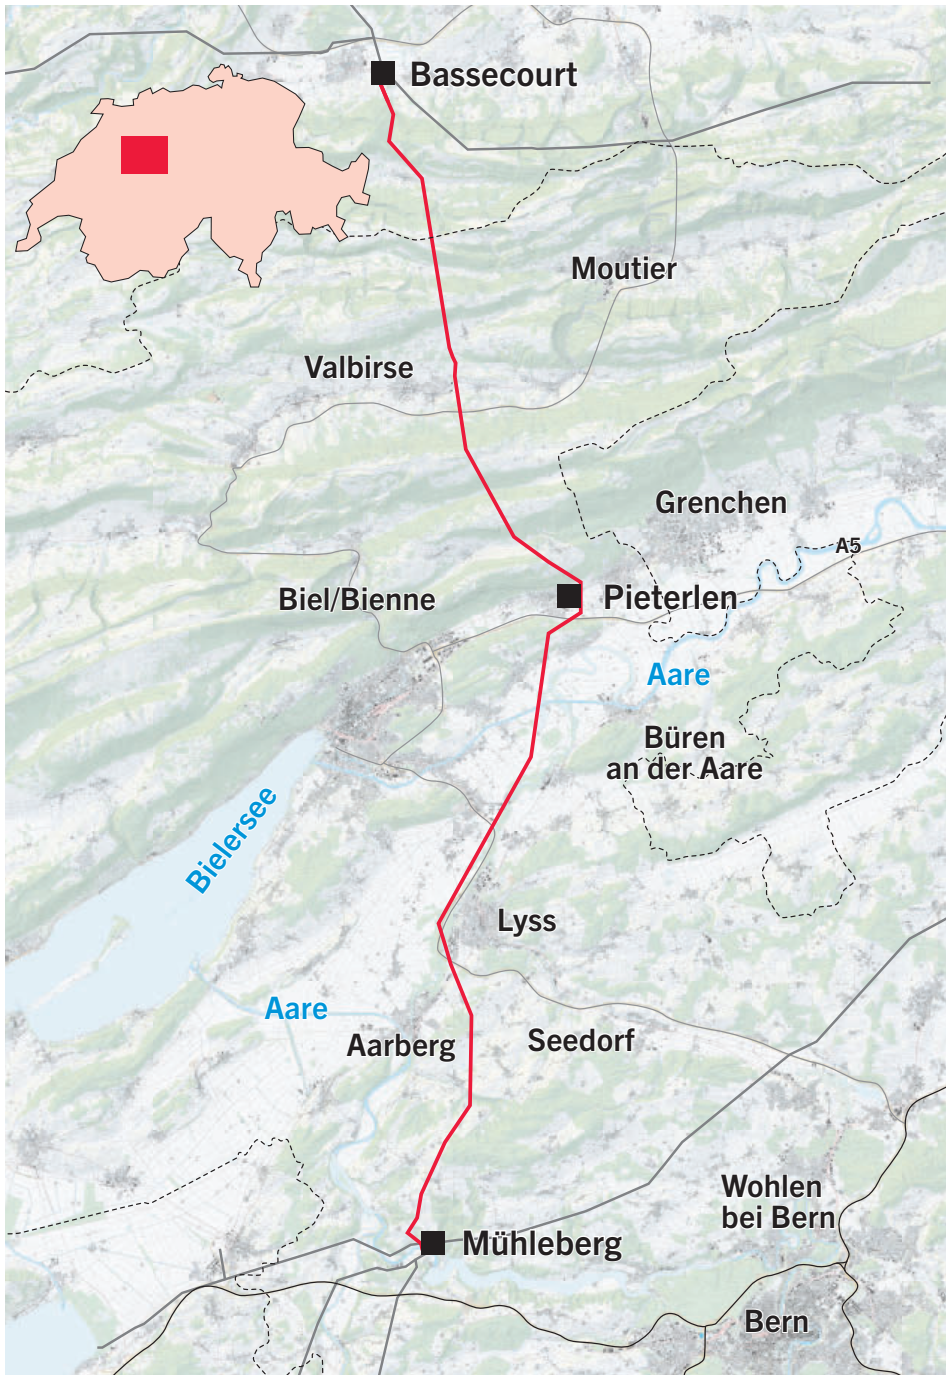 Bassecourt
Moutier
Valbirse
Grenchen
A5
Biel/Bienne
Pieterlen
Aare
Büren
an der Aare
Bielersee
Lyss
Aare
Aarberg
Seedorf
Wohlen
bei Bern
Mühleberg
Bern